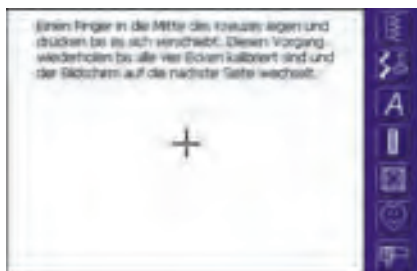 Einen Finger in die Mitte des Kreuzes legen und
drücken bis es sich verschiebt. Diesen Vorgang
wiederholen bis alle vier Ecken kalibriert sind und
der Bildschirm auf die nächste Seite wechselt.
A